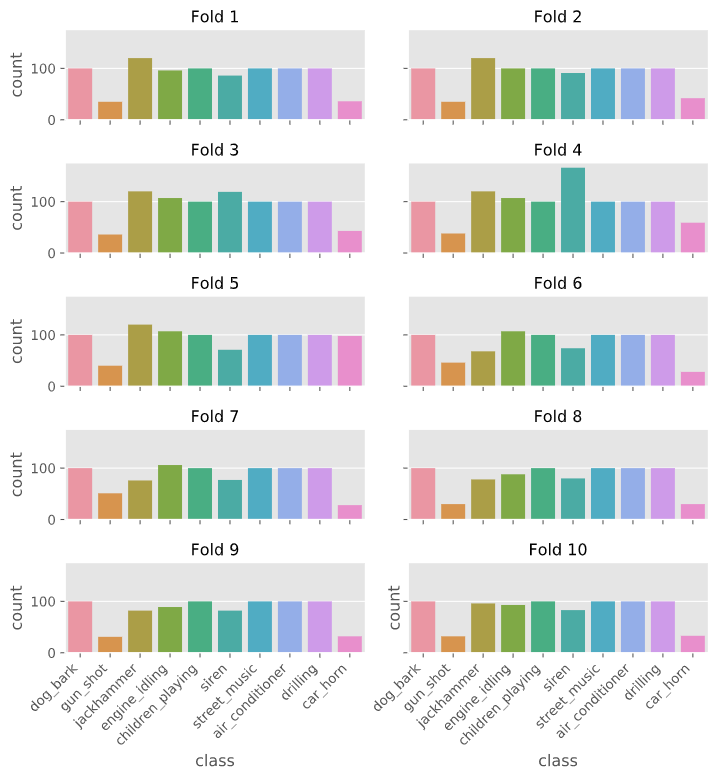 Fold 1
Fold 2
count
100
0
Fold 3
Fold 4
count
100
0
Fold 5
Fold 6
count
100
0
Fold 7
Fold 8
count
100
0
Fold 9
Fold 10
count
100
0
count
dog_bark
gun_shot
jackhammer
engine_idling
children_playing
siren
street_music
air_conditioner
drilling
car_horn
dog_bark
gun_shot
jackhammer
engine_idling
children_playing
siren
street_music
air_conditioner
drilling
car_horn
class
class